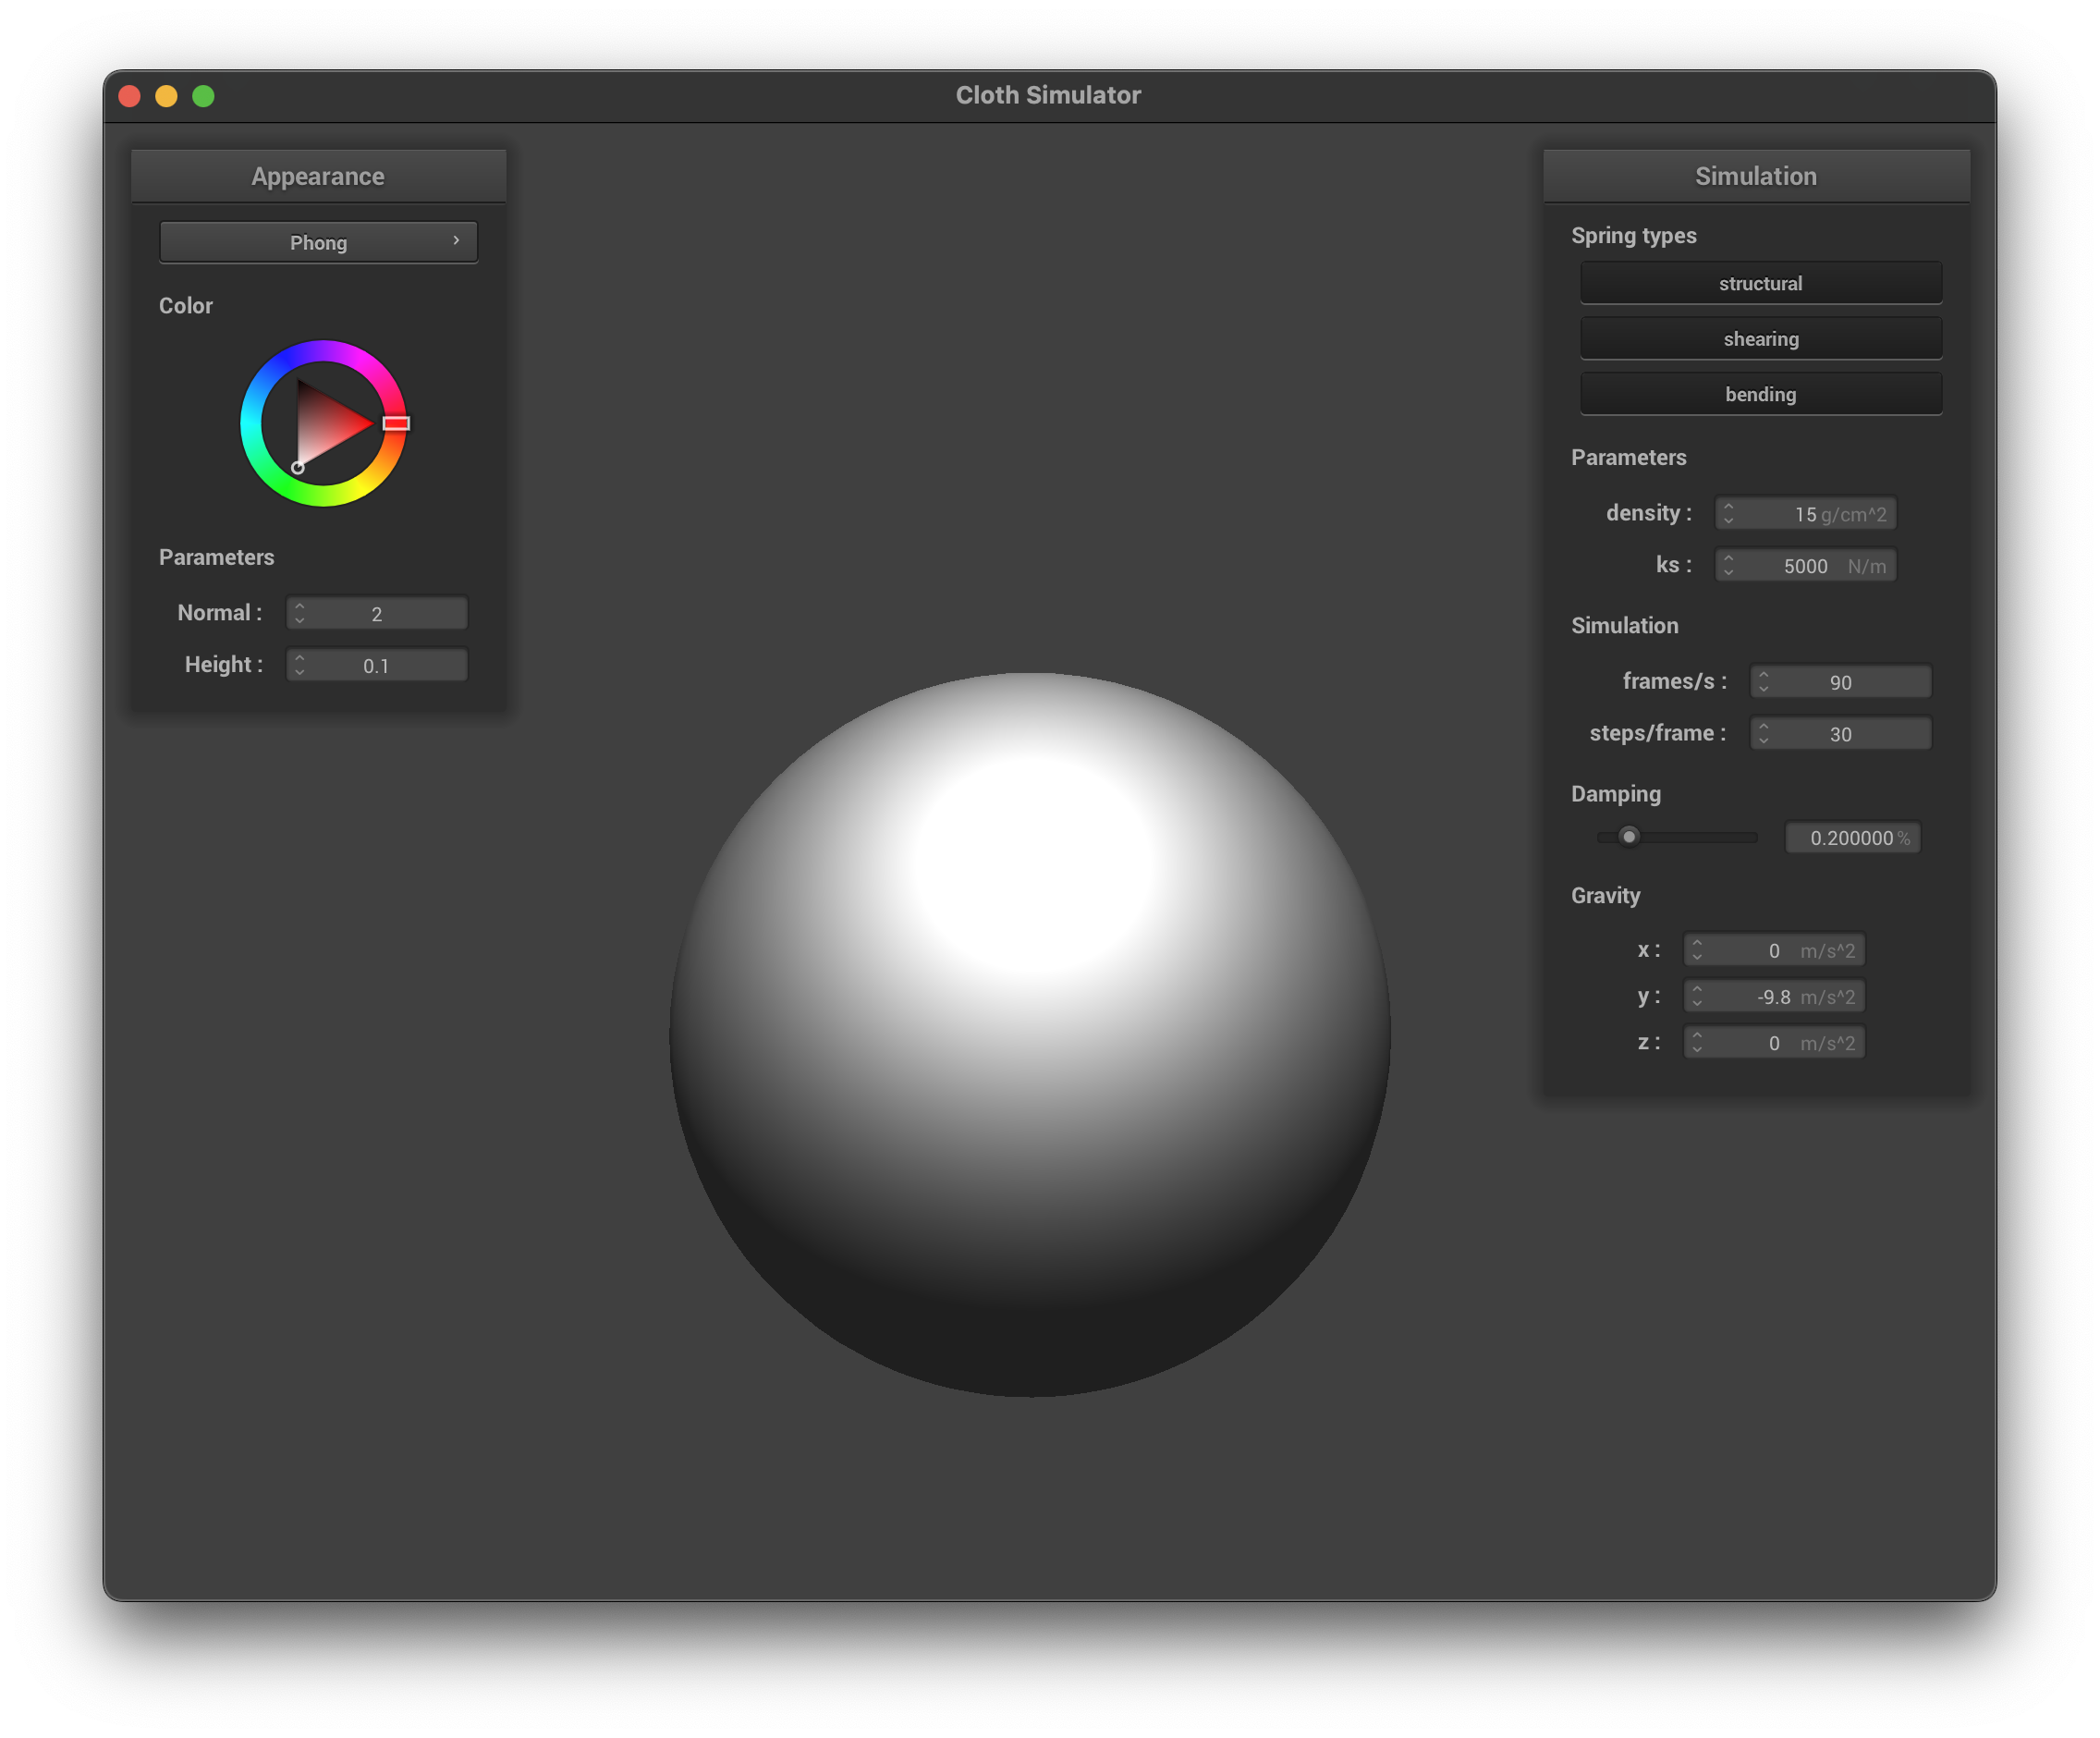 Cloth Simulator
Appearance
Phong
Color
Parameters
Normal : 2
Height : 0.1
Simulation
Spring types
structural
shearing
bending
Parameters
density : 15 g/cm^2
ks : 5000 N/m
Simulation
frames/s : 90
steps/frame : 30
Damping
0.200000 %
Gravity
x : 0 m/s^2
y : -9.8 m/s^2
z : 0 m/s^2